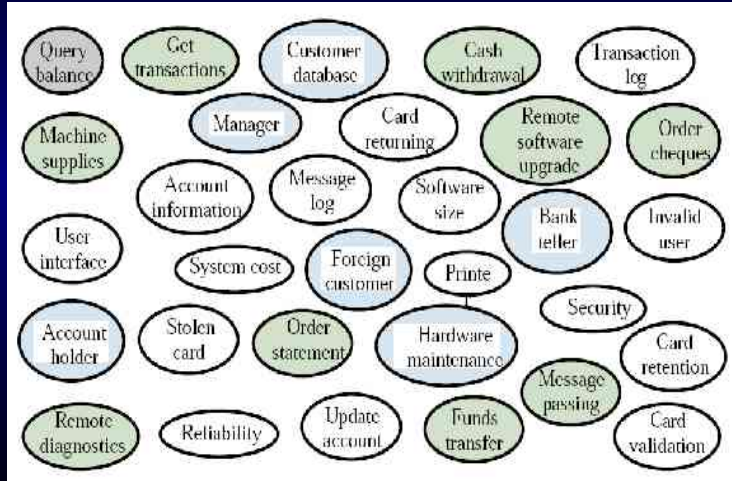 Query
balance
Get
transactions
Customer
database
Cash
withdrawal
Transaction
log
Machine
supplies
Manager
Card
returning
Remote
software
upgrade
Order
cheques
Account
information
Message
log
Software
size
Bank
teller
Invalid
user
User
interface
System cost
Foreign
customer
Printe
Security
Account
holder
Stolen
card
Order
statement
Hardware
maintenance
Card
retention
Message
passing
Remote
diagnostics
Reliability
Update
account
Funds
transfer
Card
validation